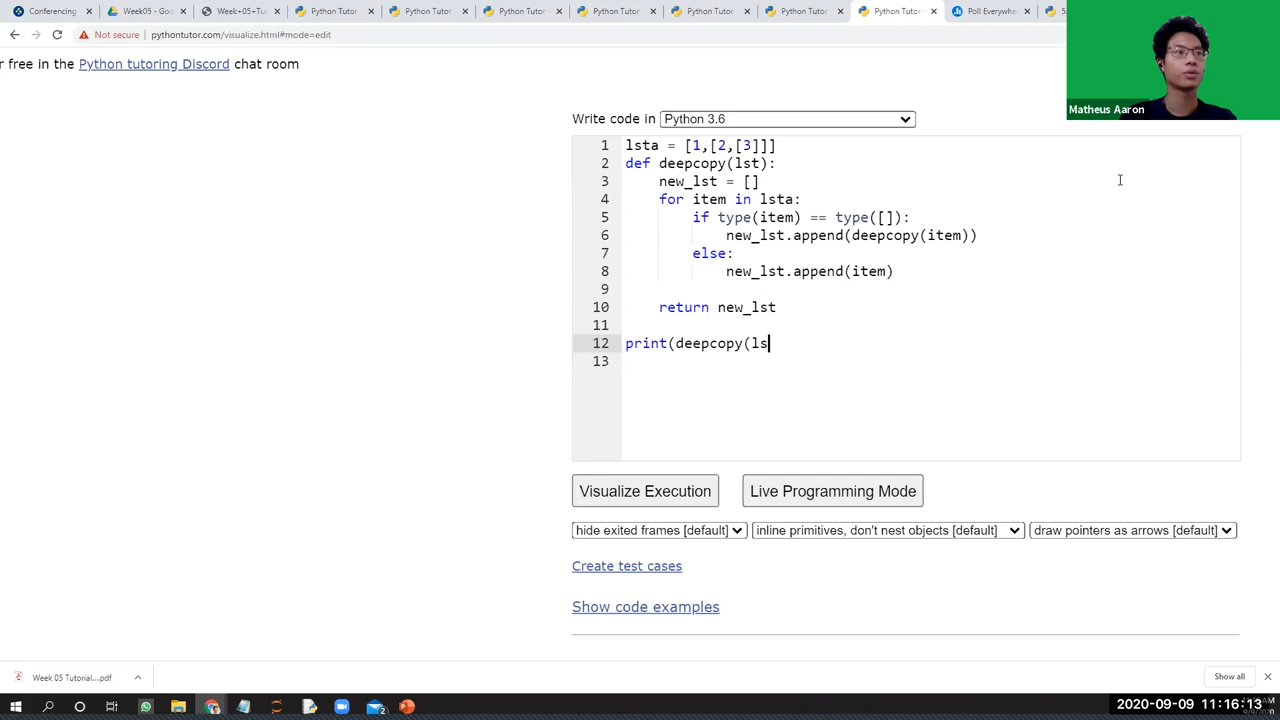 Conferencing
Week05 - Goo
Week+05+Tut
Python Tutor
Python Tutor
Python Tutor
Python Tutor
Python Tutor
Python Tutor
Python Tutor
Poll Everywhe
Not secure | pythontutor.com/visualize.html#mode=edit
r free in the Python tutoring Discord chat room
Matheus Aaron
Write code in Python 3.6
1 lsta = [1,[2,[3]]]
2 def deepcopy(lst):
3 new_lst = []
4 for item in lsta:
5 if type(item) == type([]):
6 new_lst.append(deepcopy(item))
7 else:
8 new_lst.append(item)
9
10 return new_lst
11
12 print(deepcopy(ls
13
Visualize Execution
Live Programming Mode
hide exited frames [default]
inline primitives, don't nest objects [default]
draw pointers as arrows [default]
Create test cases
Show code examples
Week 05 Tutorial....pdf
Show all
2020-09-09 11:16:13